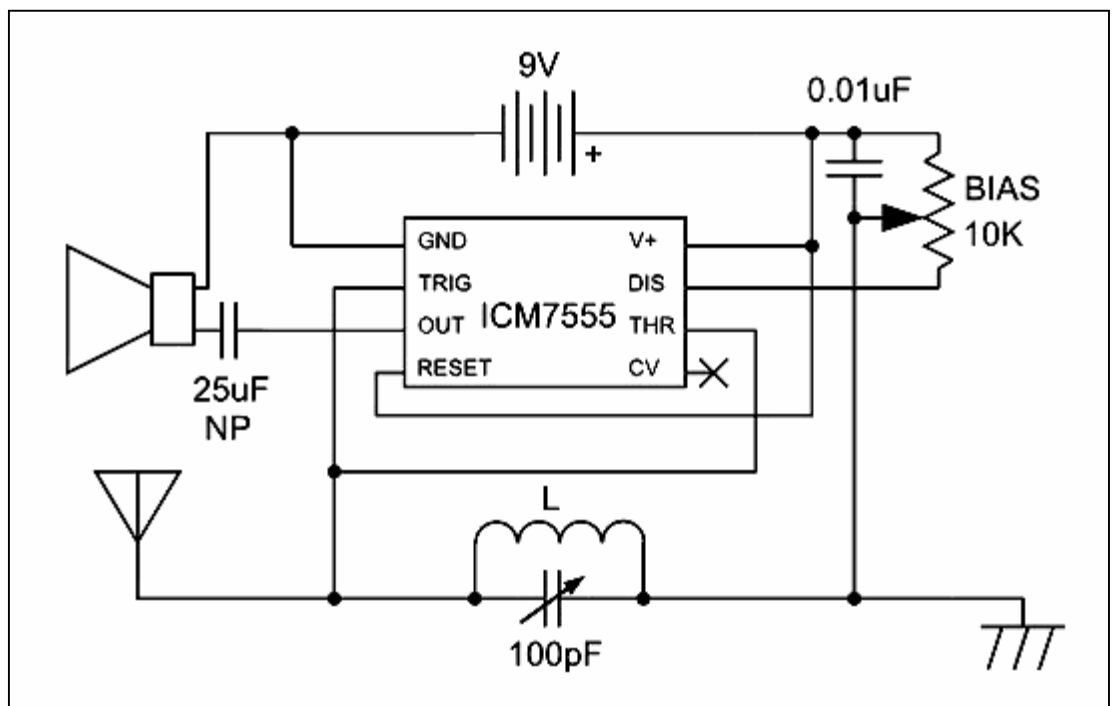 9V
0.01uF
+
BIAS
10K
GND
V+
TRIG
DIS
ICM7555
OUT
THR
RESET
CV
25uF
NP
L
100pF